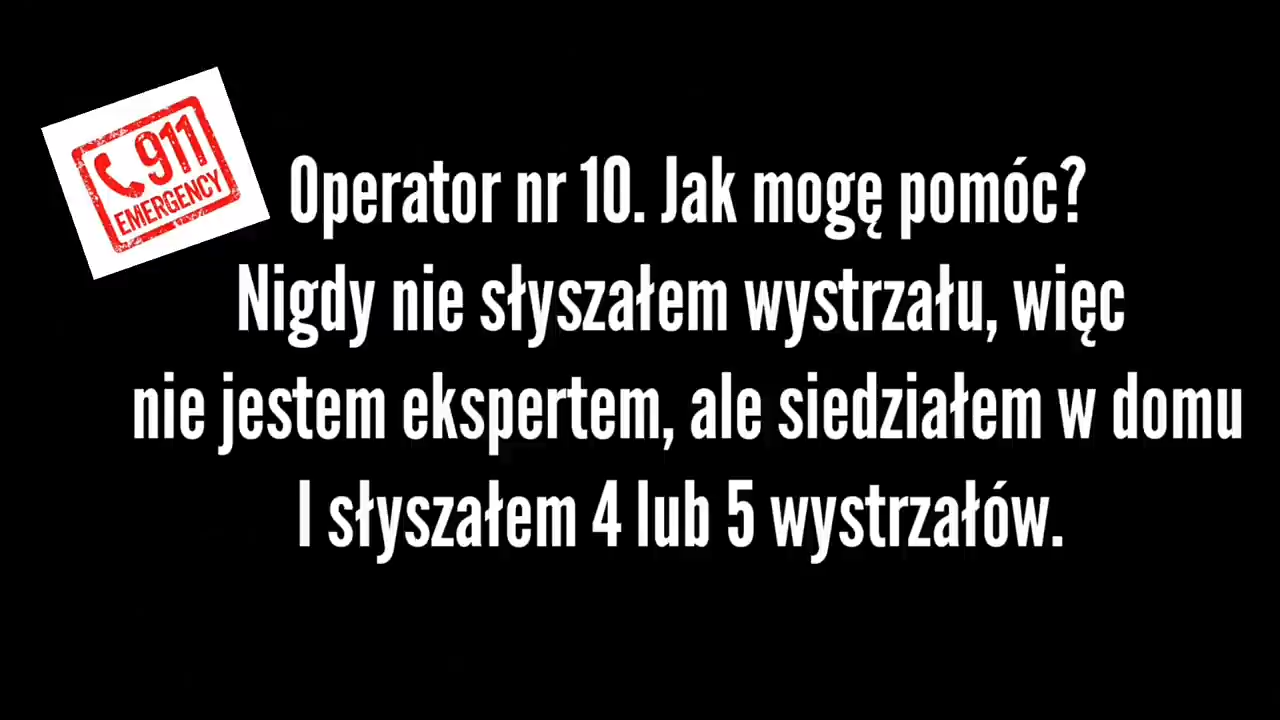 911
EMERGENCY
Operator nr 10. Jak mogę pomóc?
Nigdy nie słyszałem wystrzału, więc
nie jestem ekspertem, ale siedziałem w domu
I słyszałem 4 lub 5 wystrzałów.